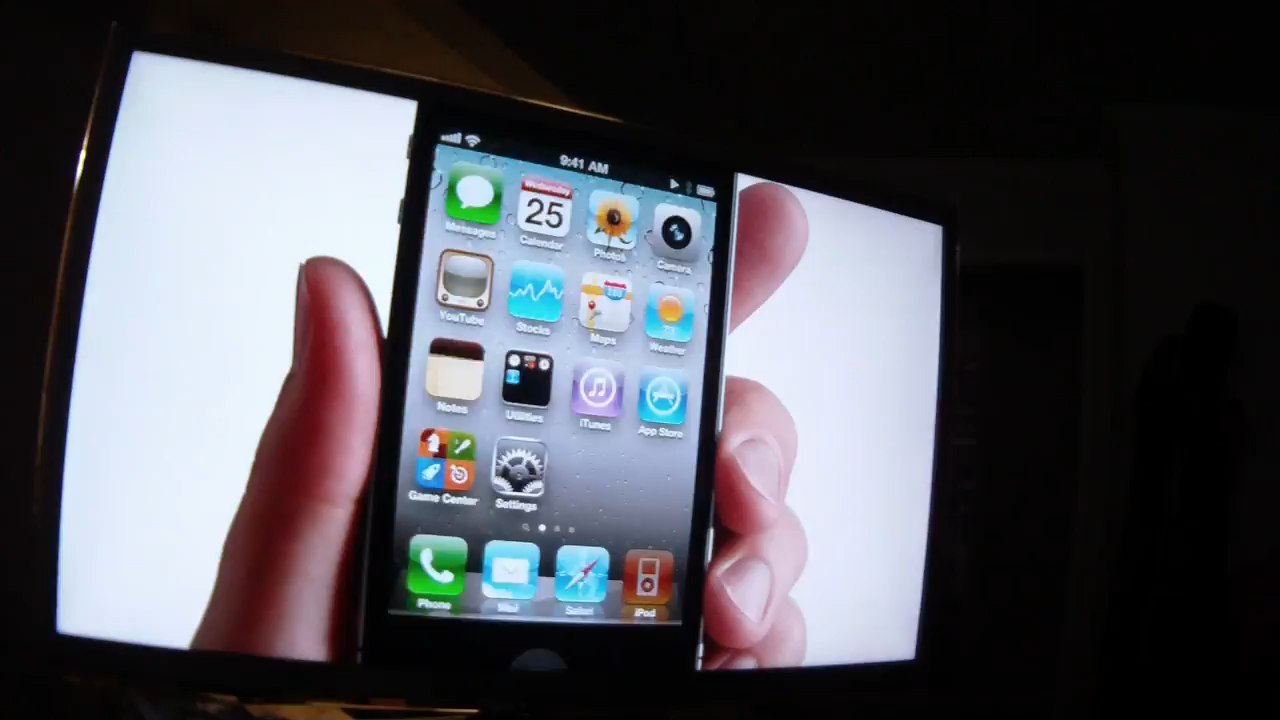 9:41 AM
Messages
Wednesday
25
Calendar
Photos
Camera
YouTube
Stocks
280
Maps
Weather
Notes
Utilities
iTunes
App Store
Game Center
Settings
Phone
Mail
Safari
iPod